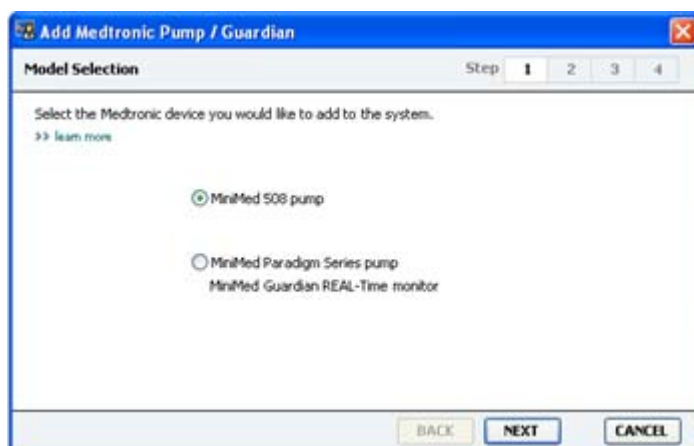 Add Medtronic Pump / Guardian
Model Selection
Step 1 2 3 4
Select the Medtronic device you would like to add to the system.
>> learn more
MiniMed 508 pump
MiniMed Paradigm Series pump
MiniMed Guardian REAL-Time monitor
BACK NEXT CANCEL